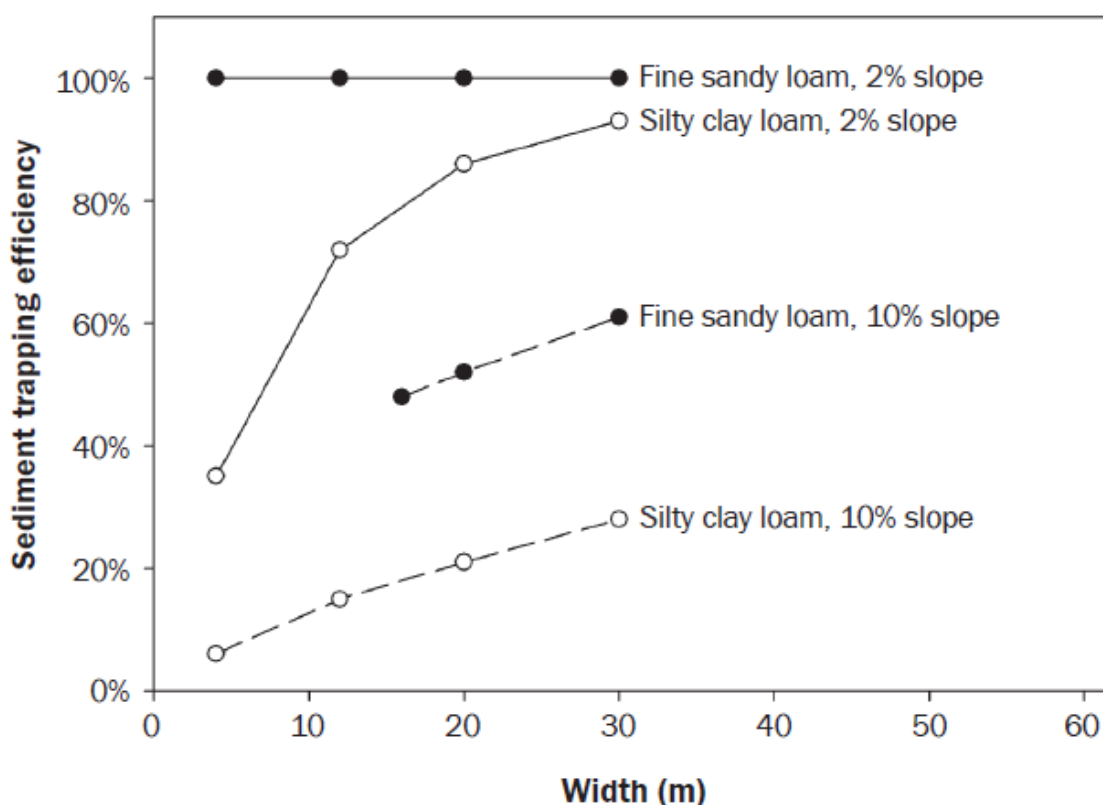 Sediment trapping efficiency
100%
80%
60%
40%
20%
0%
Fine sandy loam, 2% slope
Silty clay loam, 2% slope
Fine sandy loam, 10% slope
Silty clay loam, 10% slope
0 10 20 30 40 50 60
Width (m)